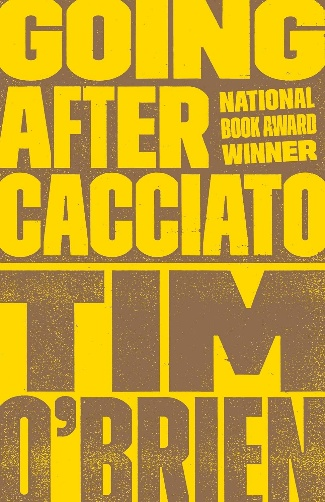 GOING
AFTER
NATIONAL
BOOK AWARD
WINNER
CACCIATO
TIM
O'BRIEN